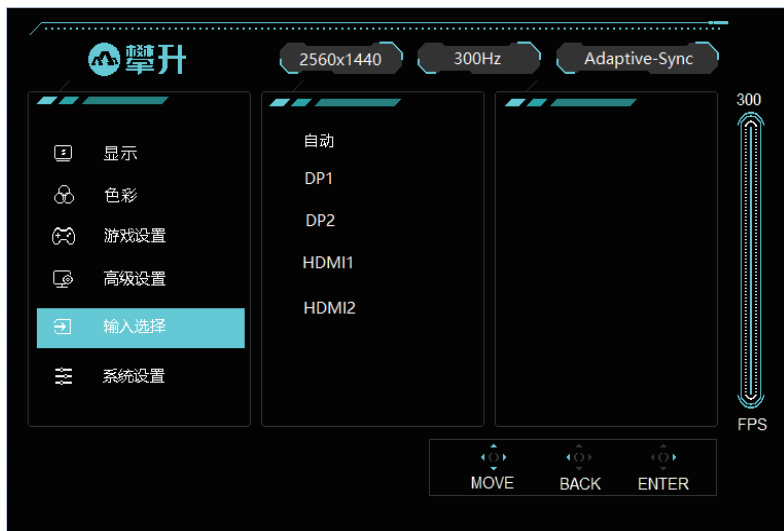 攀升
2560x1440
300Hz
Adaptive-Sync
显示
色彩
游戏设置
高级设置
输入选择
系统设置
自动
DP1
DP2
HDMI1
HDMI2
300
FPS
MOVE
BACK
ENTER